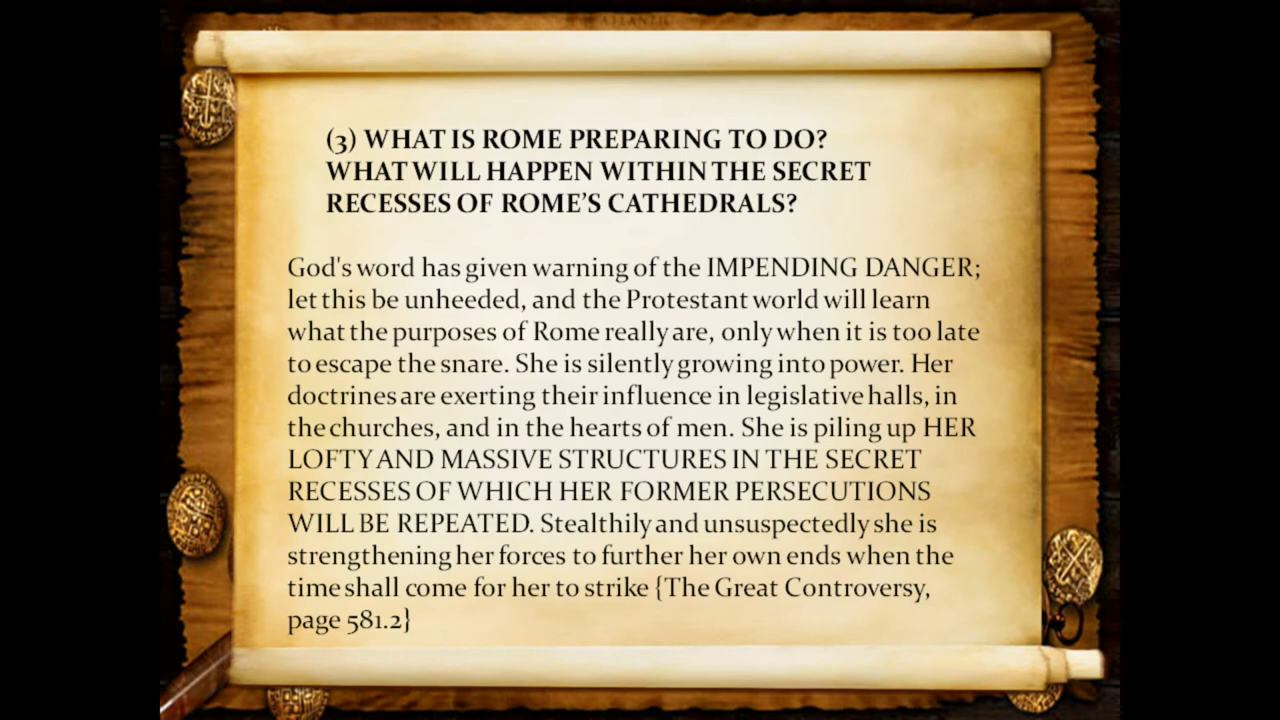 ATLANTIC
(3) WHAT IS ROME PREPARING TO DO?
WHAT WILL HAPPEN WITHIN THE SECRET
RECESSES OF ROME'S CATHEDRALS?
God's word has given warning of the IMPENDING DANGER;
let this be unheeded, and the Protestant world will learn
what the purposes of Rome really are, only when it is too late
to escape the snare. She is silently growing into power. Her
doctrines are exerting their influence in legislative halls, in
the churches, and in the hearts of men. She is piling up HER
LOFTY AND MASSIVE STRUCTURES IN THE SECRET
RECESSES OF WHICH HER FORMER PERSECUTIONS
WILL BE REPEATED. Stealthily and unsuspectedly she is
strengthening her forces to further her own ends when the
time shall come for her to strike {The Great Controversy,
page 581.2}